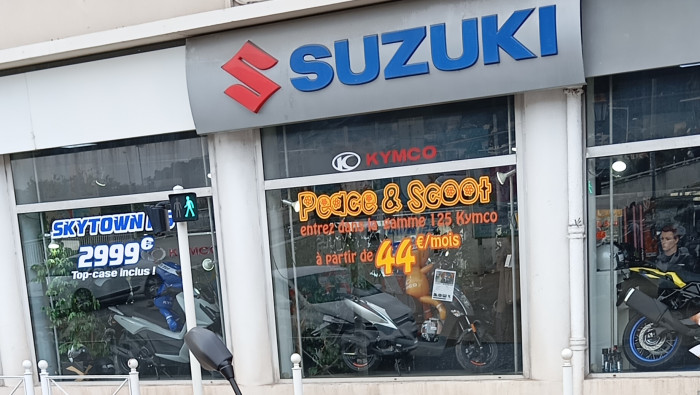 SUZUKI
KYMCO
SKYTOWN
2999€
Top-case inclus !
KYMCO
Peace & Scoot
entrez dans la gamme 125 Kymco
à partir de 44€/mois*